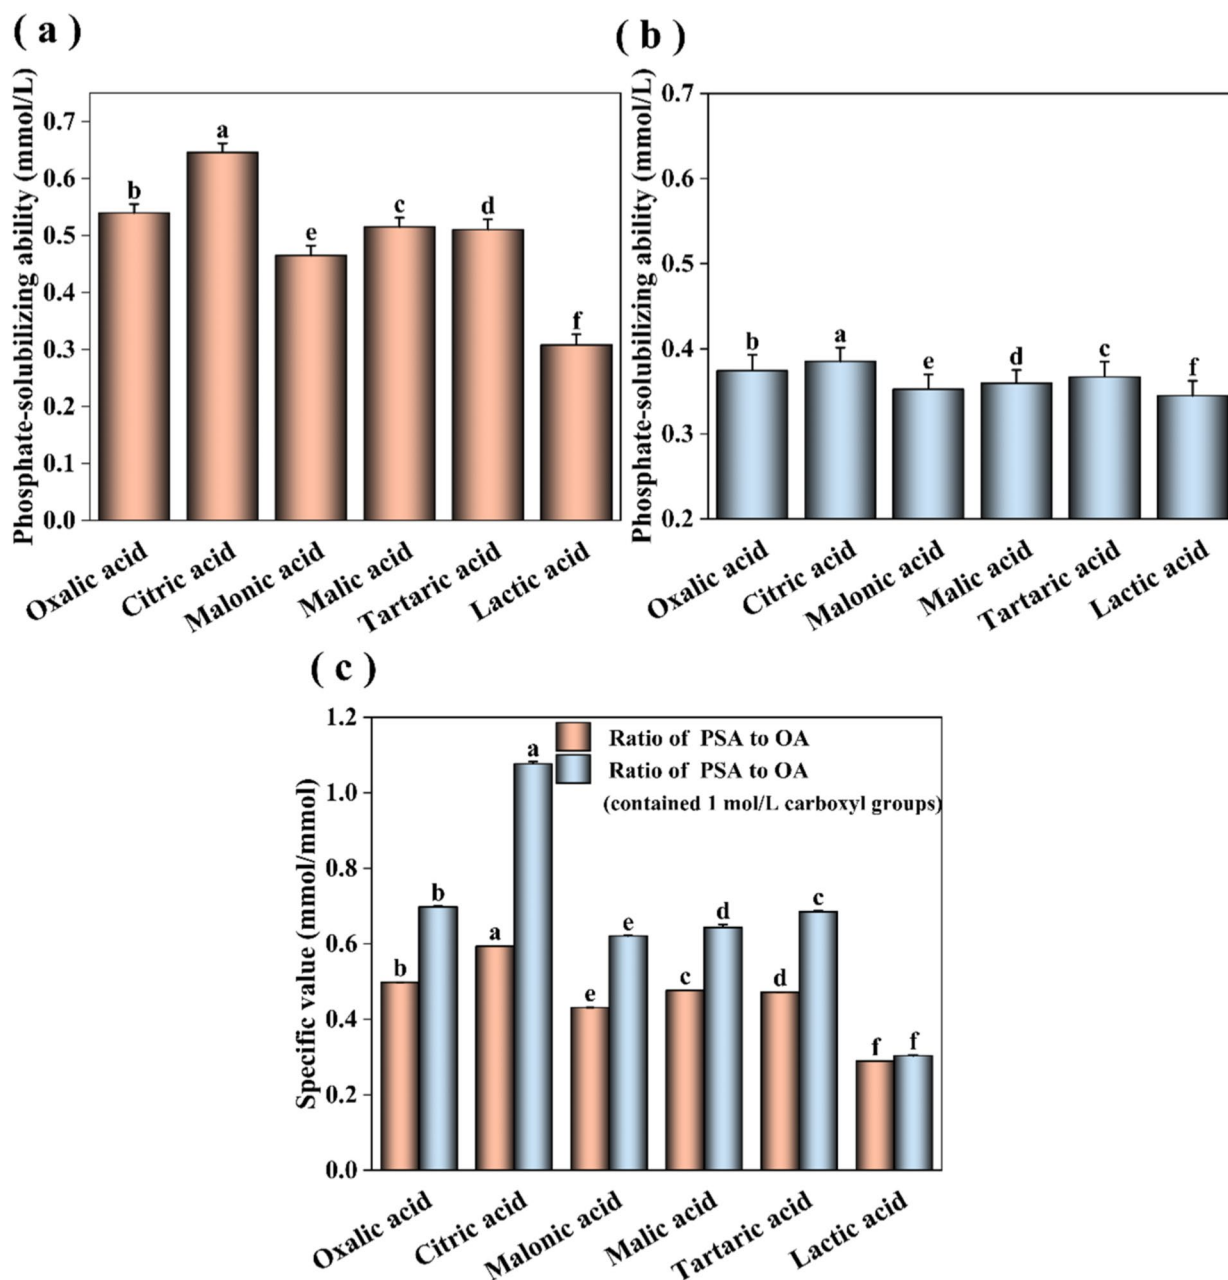 ( a )
Phosphate-solubilizing ability (mmol/L)
0.7
0.6
0.5
0.4
0.3
0.2
0.1
0.0
b
a
e
c
d
f
Oxalic acid
Citric acid
Malonic acid
Malic acid
Tartaric acid
Lactic acid
( b )
Phosphate-solubilizing ability (mmol/L)
0.7
0.6
0.5
0.4
0.3
0.2
b
a
e
d
c
f
Oxalic acid
Citric acid
Malonic acid
Malic acid
Tartaric acid
Lactic acid
( c )
Specific value (mmol/mmol)
1.2
1.0
0.8
0.6
0.4
0.2
0.0
Ratio of PSA to OA
Ratio of PSA to OA
(contained 1 mol/L carboxyl groups)
b
b
a
a
e
e
c
d
d
c
f
f
Oxalic acid
Citric acid
Malonic acid
Malic acid
Tartaric acid
Lactic acid